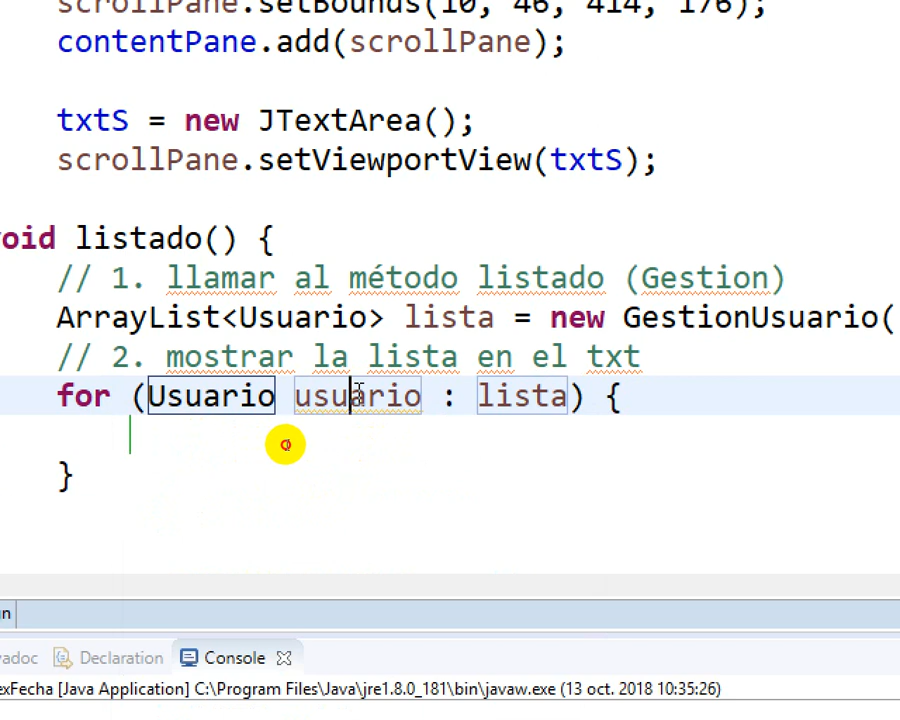 scrollPane.setBounds(10, 46, 414, 176);
contentPane.add(scrollPane);
txtS = new JTextArea();
scrollPane.setViewportView(txtS);
void listado() {
// 1. llamar al método listado (Gestion)
ArrayList<Usuario> lista = new GestionUsuario(
// 2. mostrar la lista en el txt
for (Usuario usuario : lista) {
}
n
vadoc Declaration Console
exFecha [Java Application] C:\Program Files\Java\jre1.8.0_181\bin\javaw.exe (13 oct. 2018 10:35:26)